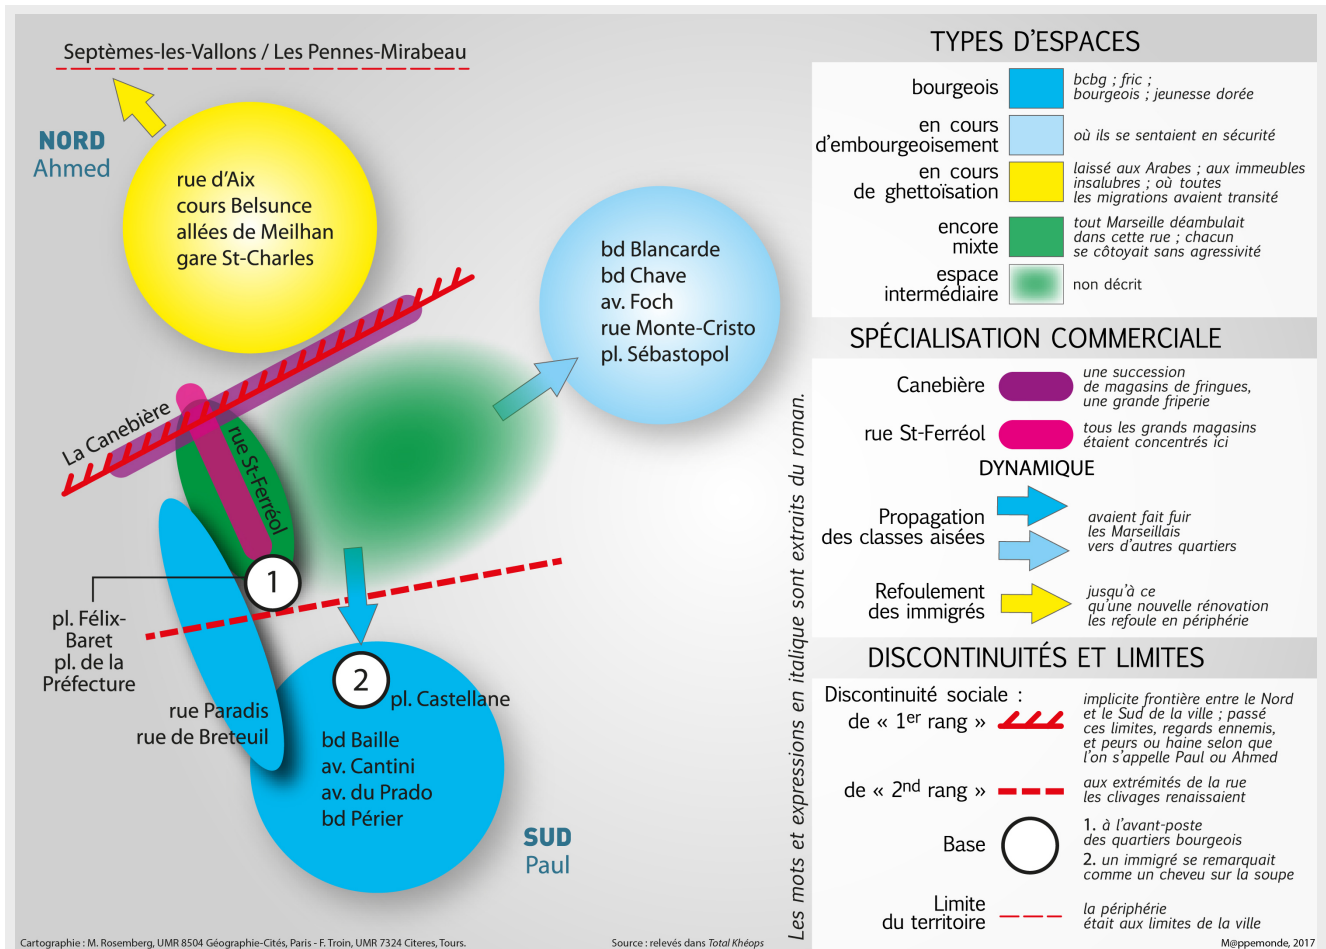 Septèmes-les-Vallons / Les Pennes-Mirabeau
NORD
Ahmed
rue d'Aix
cours Belsunce
allées de Meilhan
gare St-Charles
bd Blancarde
bd Chave
av. Foch
rue Monte-Cristo
pl. Sébastopol
La Canebière
rue St-Ferréol
1
pl. Félix-
Baret
pl. de la
Préfecture
rue Paradis
rue de Breteuil
2
pl. Castellane
bd Baille
av. Cantini
av. du Prado
bd Périer
SUD
Paul
Cartographie : M. Rosemberg, UMR 8504 Géographie-Cités, Paris - F. Troin, UMR 7324 Citeres, Tours.
Source : relevés dans Total Khéops
Les mots et expressions en italique sont extraits du roman.
TYPES D'ESPACES
bourgeois
bcbg ; fric ;
bourgeois ; jeunesse dorée
en cours
d'embourgeoisement
où ils se sentaient en sécurité
en cours
de ghettoïsation
laissé aux Arabes ; aux immeubles
insalubres ; où toutes
les migrations avaient transité
encore
mixte
tout Marseille déambulait
dans cette rue ; chacun
se côtoyait sans agressivité
espace
intermédiaire
non décrit
SPÉCIALISATION COMMERCIALE
Canebière
une succession
de magasins de fringues,
une grande friperie
rue St-Ferréol
tous les grands magasins
étaient concentrés ici
DYNAMIQUE
Propagation
des classes aisées
avaient fait fuir
les Marseillais
vers d'autres quartiers
Refoulement
des immigrés
jusqu'à ce
qu'une nouvelle rénovation
les refoule en périphérie
DISCONTINUITÉS ET LIMITES
Discontinuité sociale :
de « 1er rang »
implicite frontière entre le Nord
et le Sud de la ville ; passé
ces limites, regards ennemis,
et peurs ou haine selon que
l'on s'appelle Paul ou Ahmed
de « 2nd rang »
aux extrémités de la rue
les clivages renaissaient
Base
1. à l'avant-poste
des quartiers bourgeois
2. un immigré se remarquait
comme un cheveu sur la soupe
Limite
du territoire
la périphérie
était aux limites de la ville
M@ppemonde, 2017